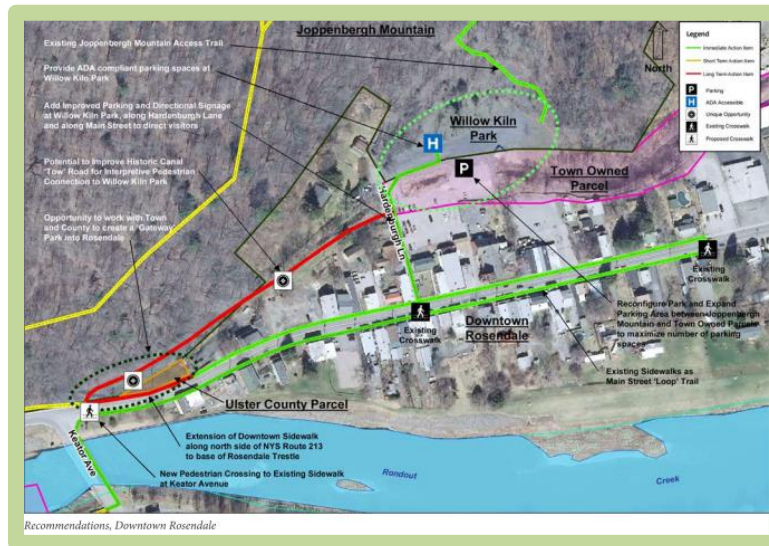 Joppenbergh Mountain
Existing Joppenbergh Mountain Access Trail
Provide ADA compliant parking spaces at
Willow Kiln Park
Add Improved Parking and Directional Signage
at Willow Kiln Park, along Hardenburgh Lane
and along Main Street to direct visitors
Potential to Improve Historic Canal
'Tow' Road for Interpretive Pedestrian
Connection to Willow Kiln Park
Opportunity to work with Town
and County to create a 'Gateway'
Park into Rosendale
North
Legend
Immediate Action Item
Short Term Action Item
Long Term Action Item
P Parking
H ADA Accessible
Unique Opportunity
Existing Crosswalk
Proposed Crosswalk
Willow Kiln
Park
H
P
Town Owned
Parcel
Hardenburgh Ln
Existing
Crosswalk
Existing
Crosswalk
Downtown
Rosendale
Reconfigure Park and Expand
Parking Area between Joppenbergh
Mountain and Town Owned Parcels
to maximize number of parking
spaces
Existing Sidewalks as
Main Street 'Loop' Trail
Ulster County Parcel
Extension of Downtown Sidewalk
along north side of NYS Route 213
to base of Rosendale Trestle
New Pedestrian Crossing to Existing Sidewalk
at Keator Avenue
Keator Ave
Rondout
Creek
Recommendations, Downtown Rosendale